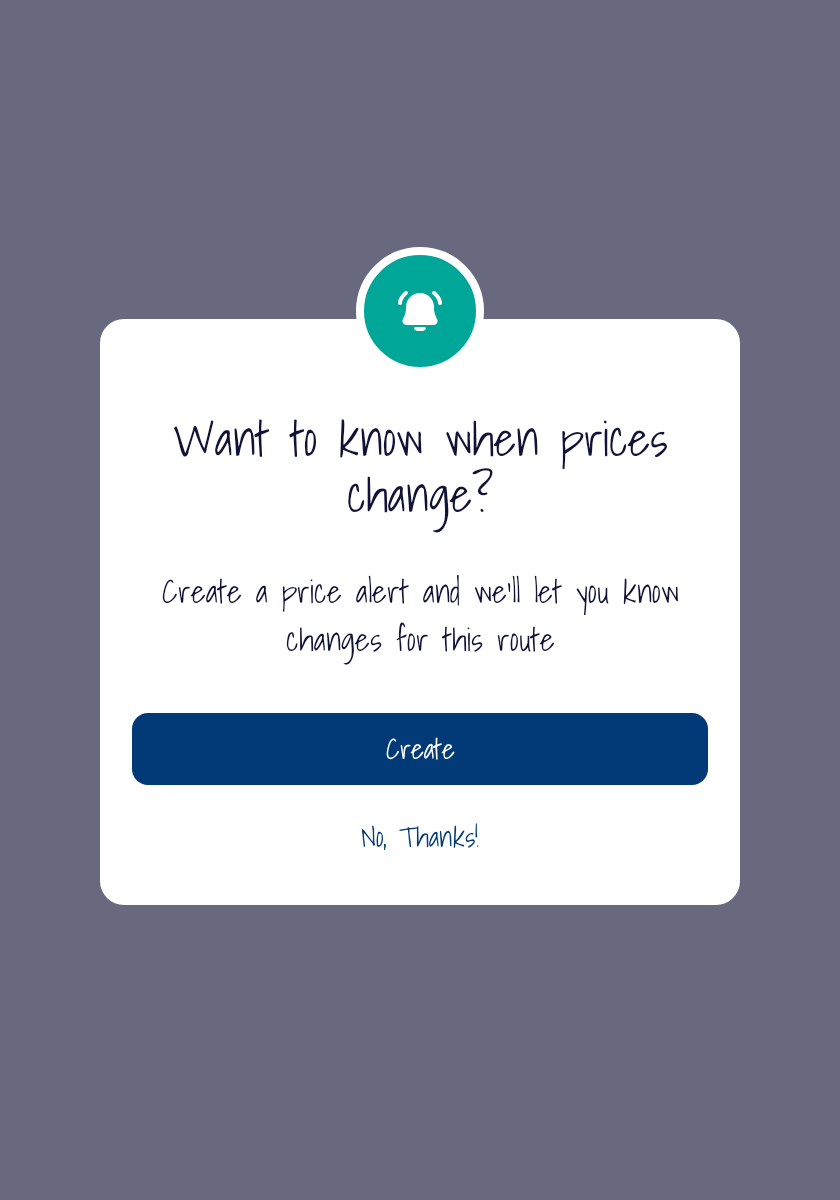 Want to know when prices
change?
Create a price alert and we'll let you know
changes for this route
Create
No, Thanks!